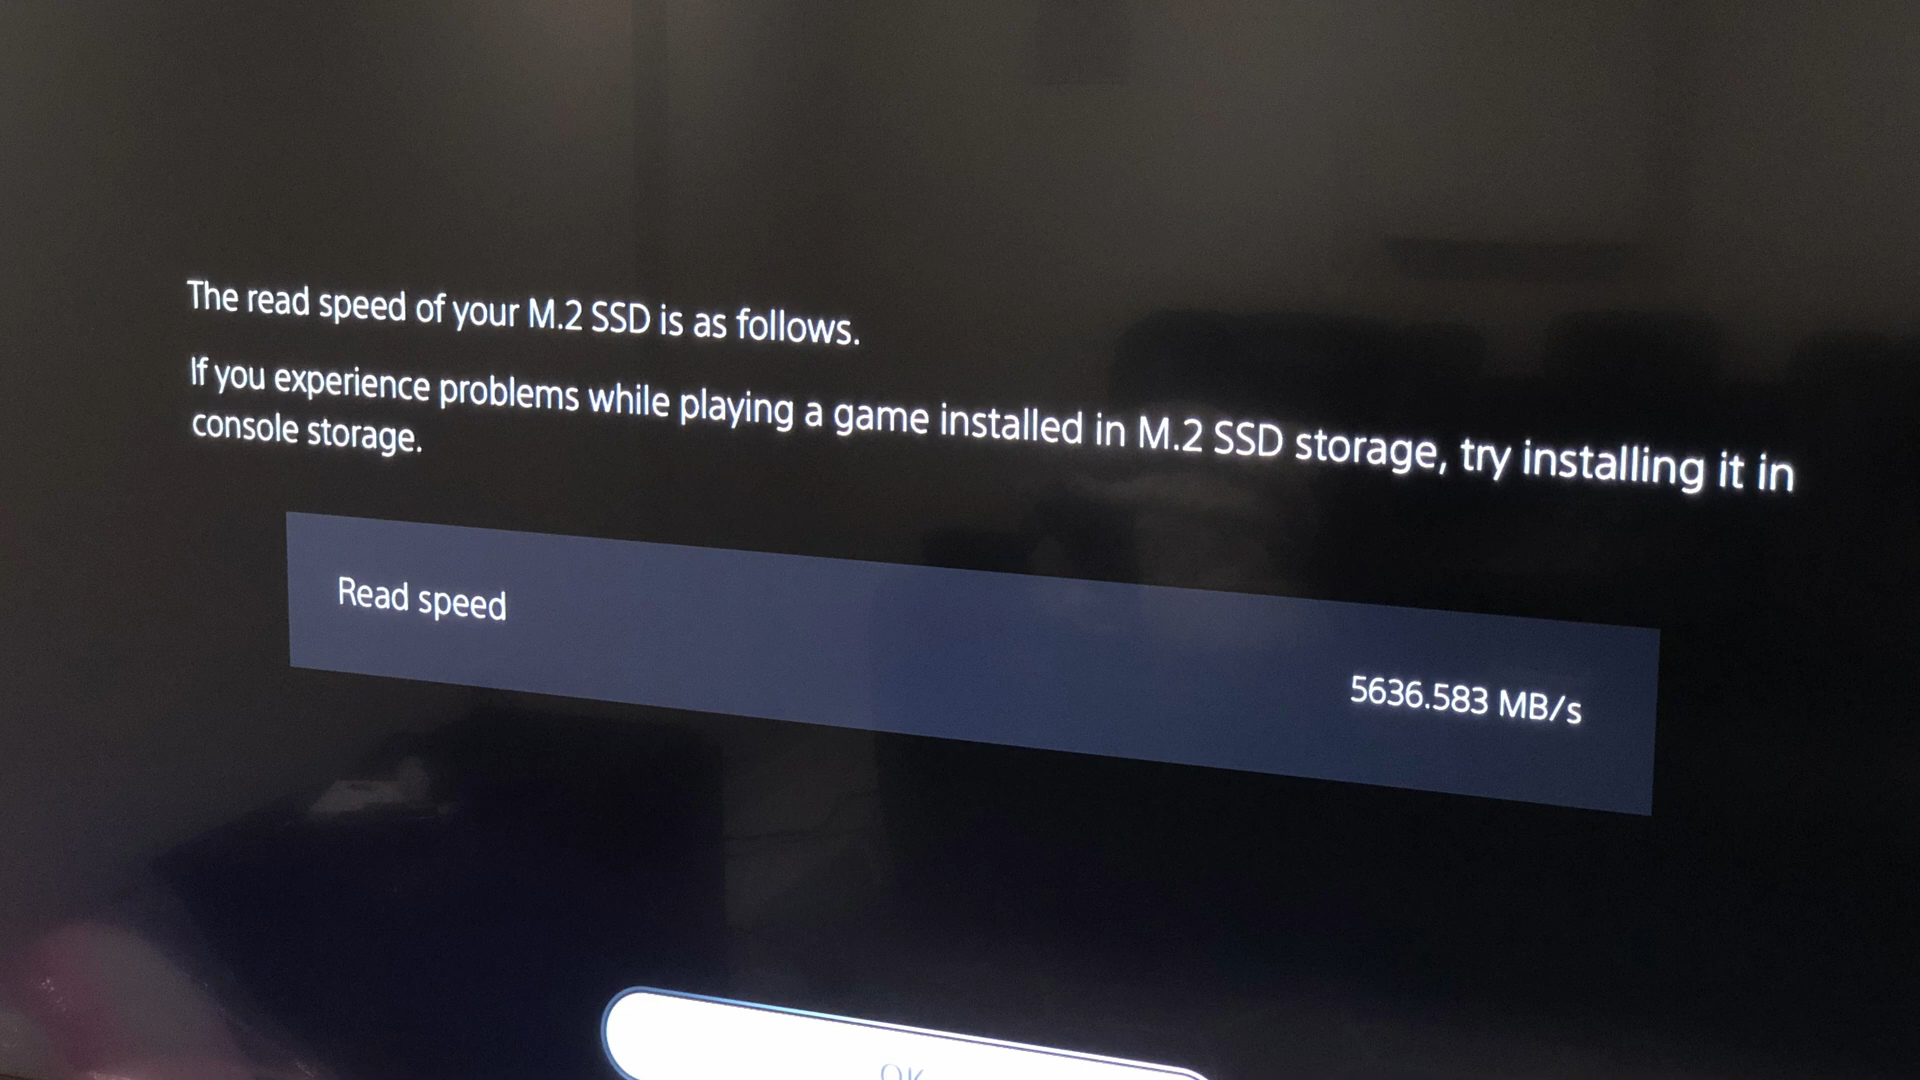 The read speed of your M.2 SSD is as follows.
If you experience problems while playing a game installed in M.2 SSD storage, try installing it in
console storage.
Read speed
5636.583 MB/s
OK